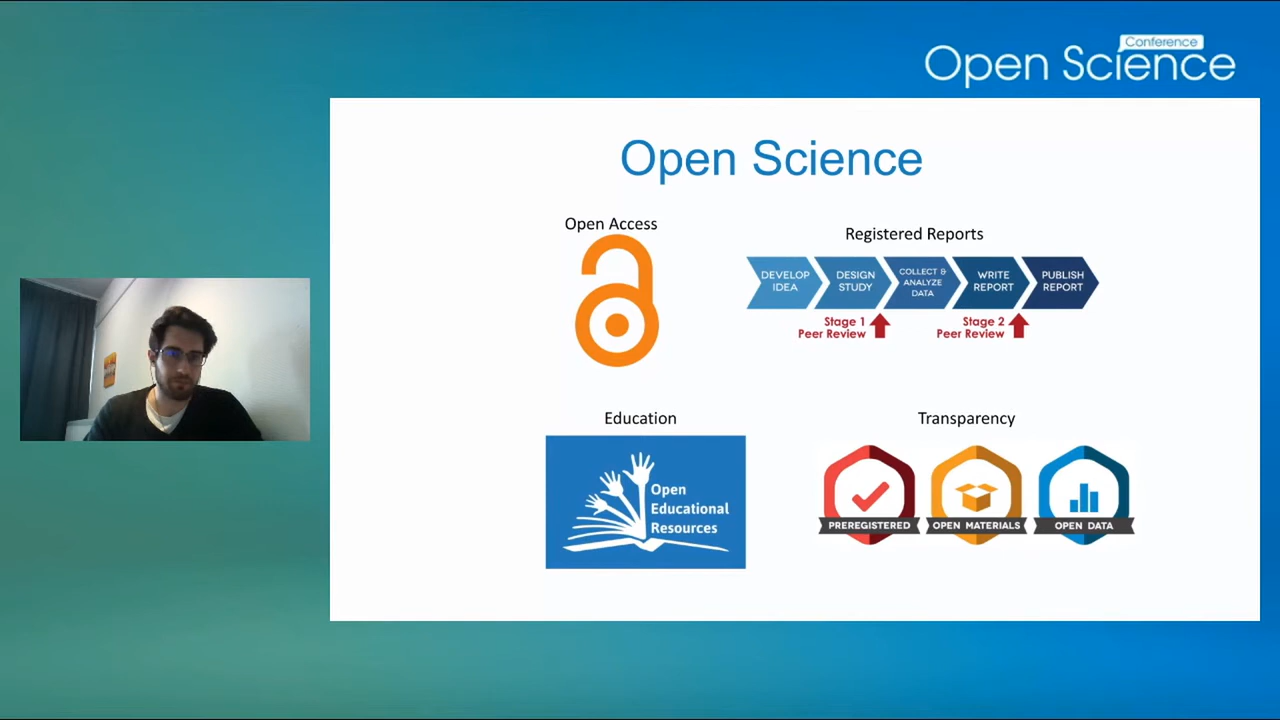 Conference
Open Science
Open Science
Open Access
Registered Reports
DEVELOP
IDEA
DESIGN
STUDY
COLLECT &
ANALYZE
DATA
WRITE
REPORT
PUBLISH
REPORT
Stage 1
Peer Review
Stage 2
Peer Review
Education
Open
Educational
Resources
Transparency
PREREGISTERED
OPEN MATERIALS
OPEN DATA